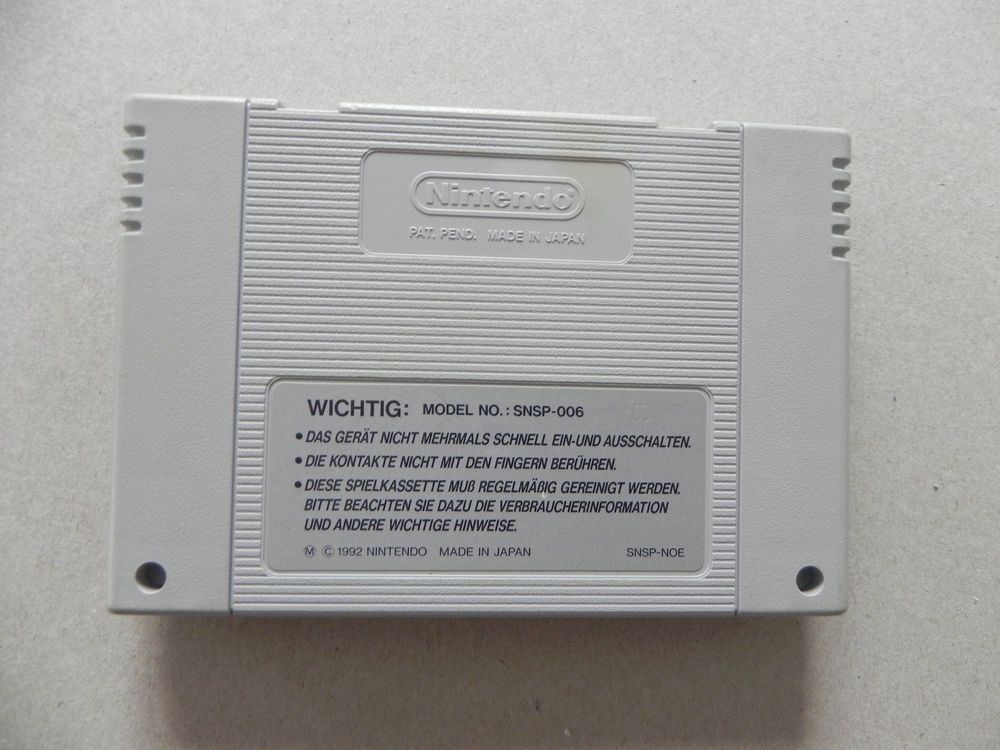 Nintendo®
PAT. PEND. MADE IN JAPAN
WICHTIG: MODEL NO.: SNSP-006
• DAS GERÄT NICHT MEHRMALS SCHNELL EIN-UND AUSSCHALTEN.
• DIE KONTAKTE NICHT MIT DEN FINGERN BERÜHREN.
• DIESE SPIELKASSETTE MUß REGELMÄßIG GEREINIGT WERDEN.
BITTE BEACHTEN SIE DAZU DIE VERBRAUCHERINFORMATION
UND ANDERE WICHTIGE HINWEISE.
Ⓜ © 1992 NINTENDO MADE IN JAPAN SNSP-NOE